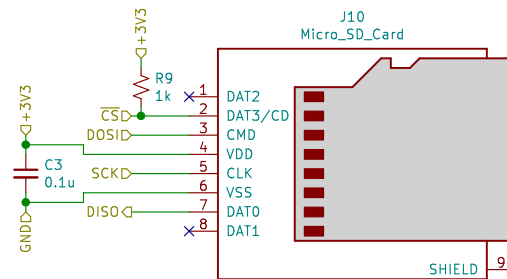 J10
Micro_SD_Card
+3V3
R9
1k
+3V3
C3
0.1u
GND
CS
DOSI
SCK
DISO
1 DAT2
2 DAT3/CD
3 CMD
4 VDD
5 CLK
6 VSS
7 DAT0
8 DAT1
SHIELD 9